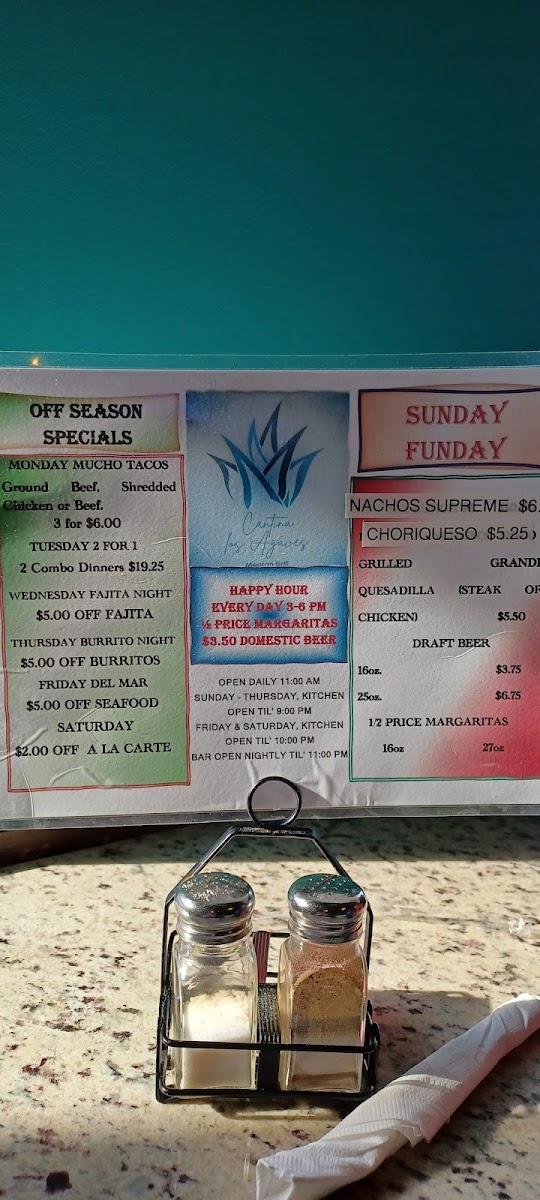 OFF SEASON
SPECIALS
MONDAY MUCHO TACOS
Ground Beef, Shredded
Chicken or Beef.
3 for $6.00
TUESDAY 2 FOR 1
2 Combo Dinners $19.25
WEDNESDAY FAJITA NIGHT
$5.00 OFF FAJITA
THURSDAY BURRITO NIGHT
$5.00 OFF BURRITOS
FRIDAY DEL MAR
$5.00 OFF SEAFOOD
SATURDAY
$2.00 OFF A LA CARTE
Cantina
los Agaves
Mexican Grill
HAPPY HOUR
EVERY DAY 3-6 PM
½ PRICE MARGARITAS
$3.50 DOMESTIC BEER
OPEN DAILY 11:00 AM
SUNDAY - THURSDAY, KITCHEN
OPEN TIL' 9:00 PM
FRIDAY & SATURDAY, KITCHEN
OPEN TIL' 10:00 PM
BAR OPEN NIGHTLY TIL' 11:00 PM
SUNDAY
FUNDAY
NACHOS SUPREME $6.
CHORIQUESO $5.25
GRILLED GRANDE
QUESADILLA (STEAK OR
CHICKEN) $5.50
DRAFT BEER
16oz. $3.75
25oz. $6.75
1/2 PRICE MARGARITAS
16oz 27oz